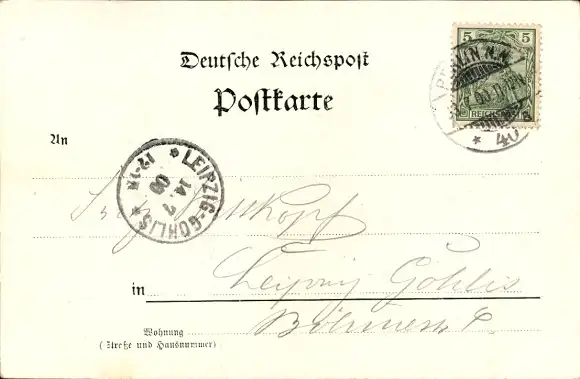 Deutsche Reichspost
Postkarte
5 5
REICHSPOST
BERLIN N.W.
* 40
An
LEIPZIG-GOHLIS *
14.7
00
Leipzig Gohlis
in
Wohnung
(Straße und Hausnummer)